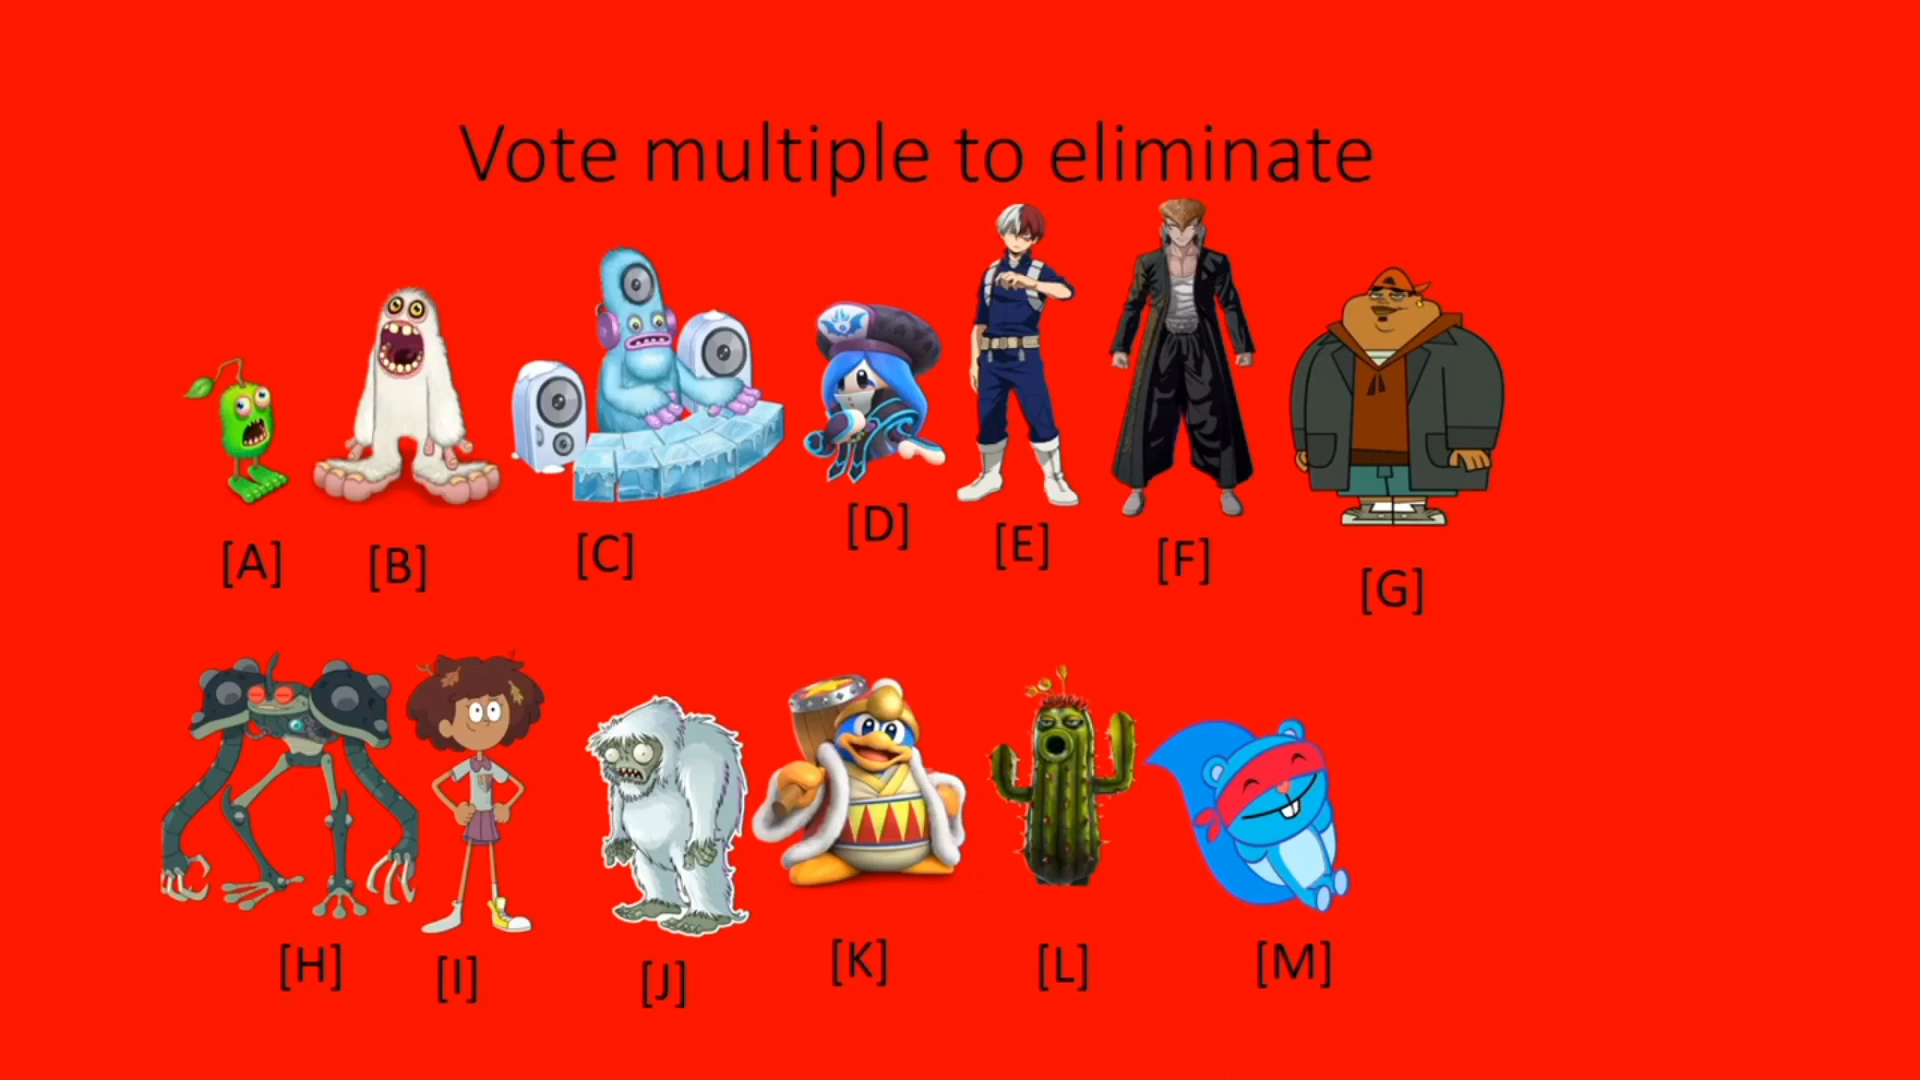 Vote multiple to eliminate
[A] [B] [C] [D] [E] [F] [G]
[H] [I] [J] [K] [L] [M]